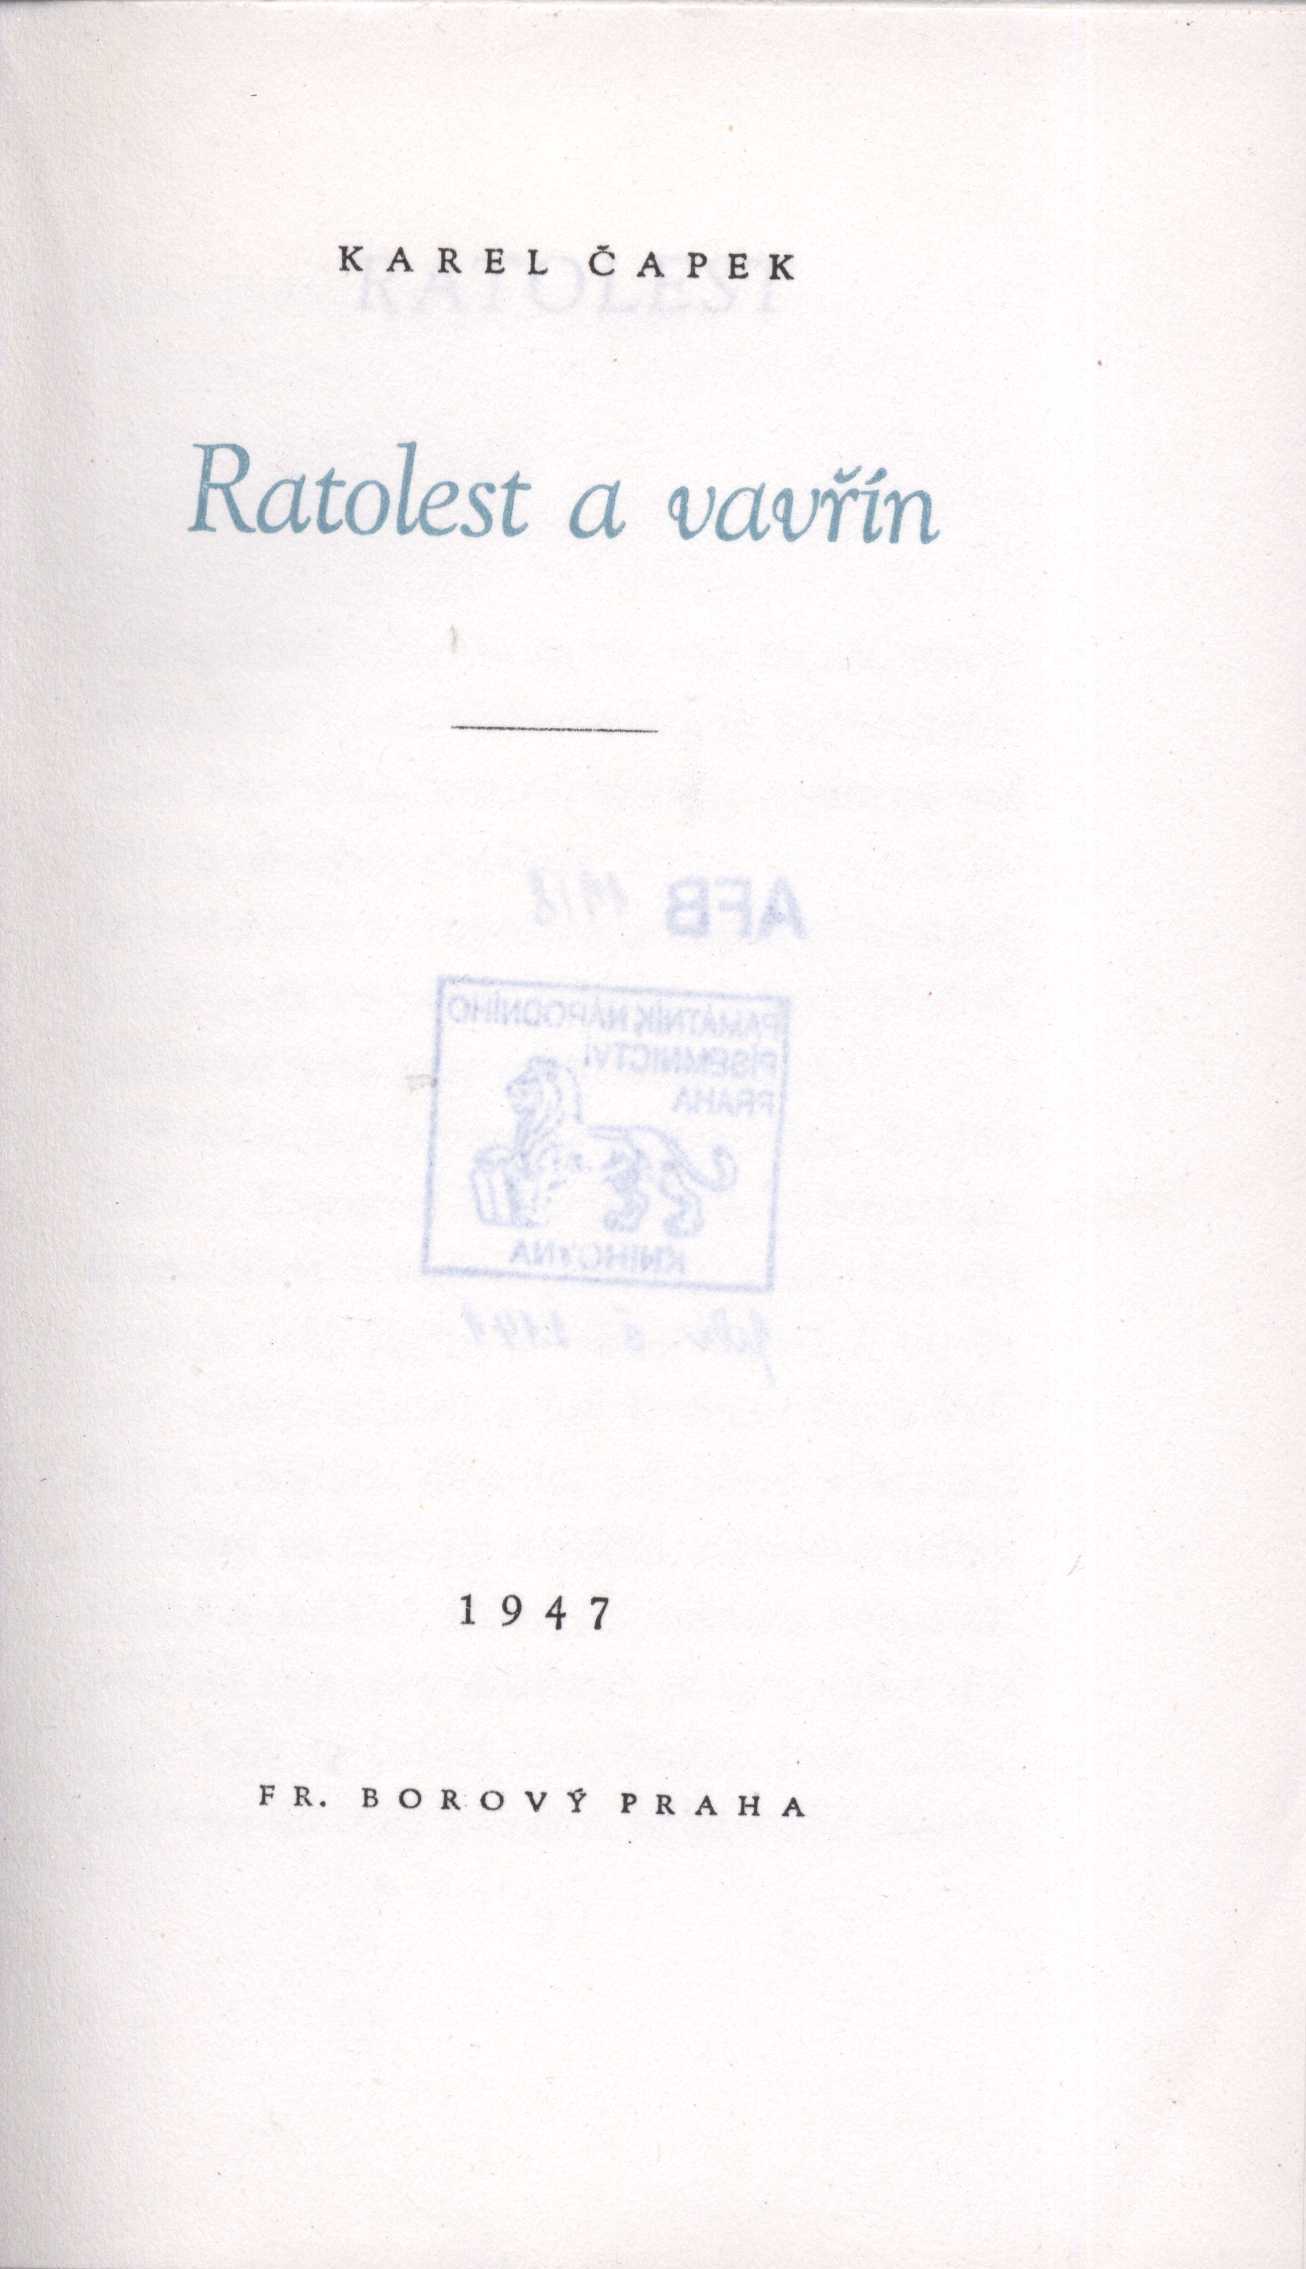 KAREL ČAPEK
Ratolest a vavřín
AFB
PAMÁTNÍK NÁRODNÍHO
PÍSEMNICTVÍ
PRAHA
KNIHOVNA
1947
FR. BOROVÝ PRAHA